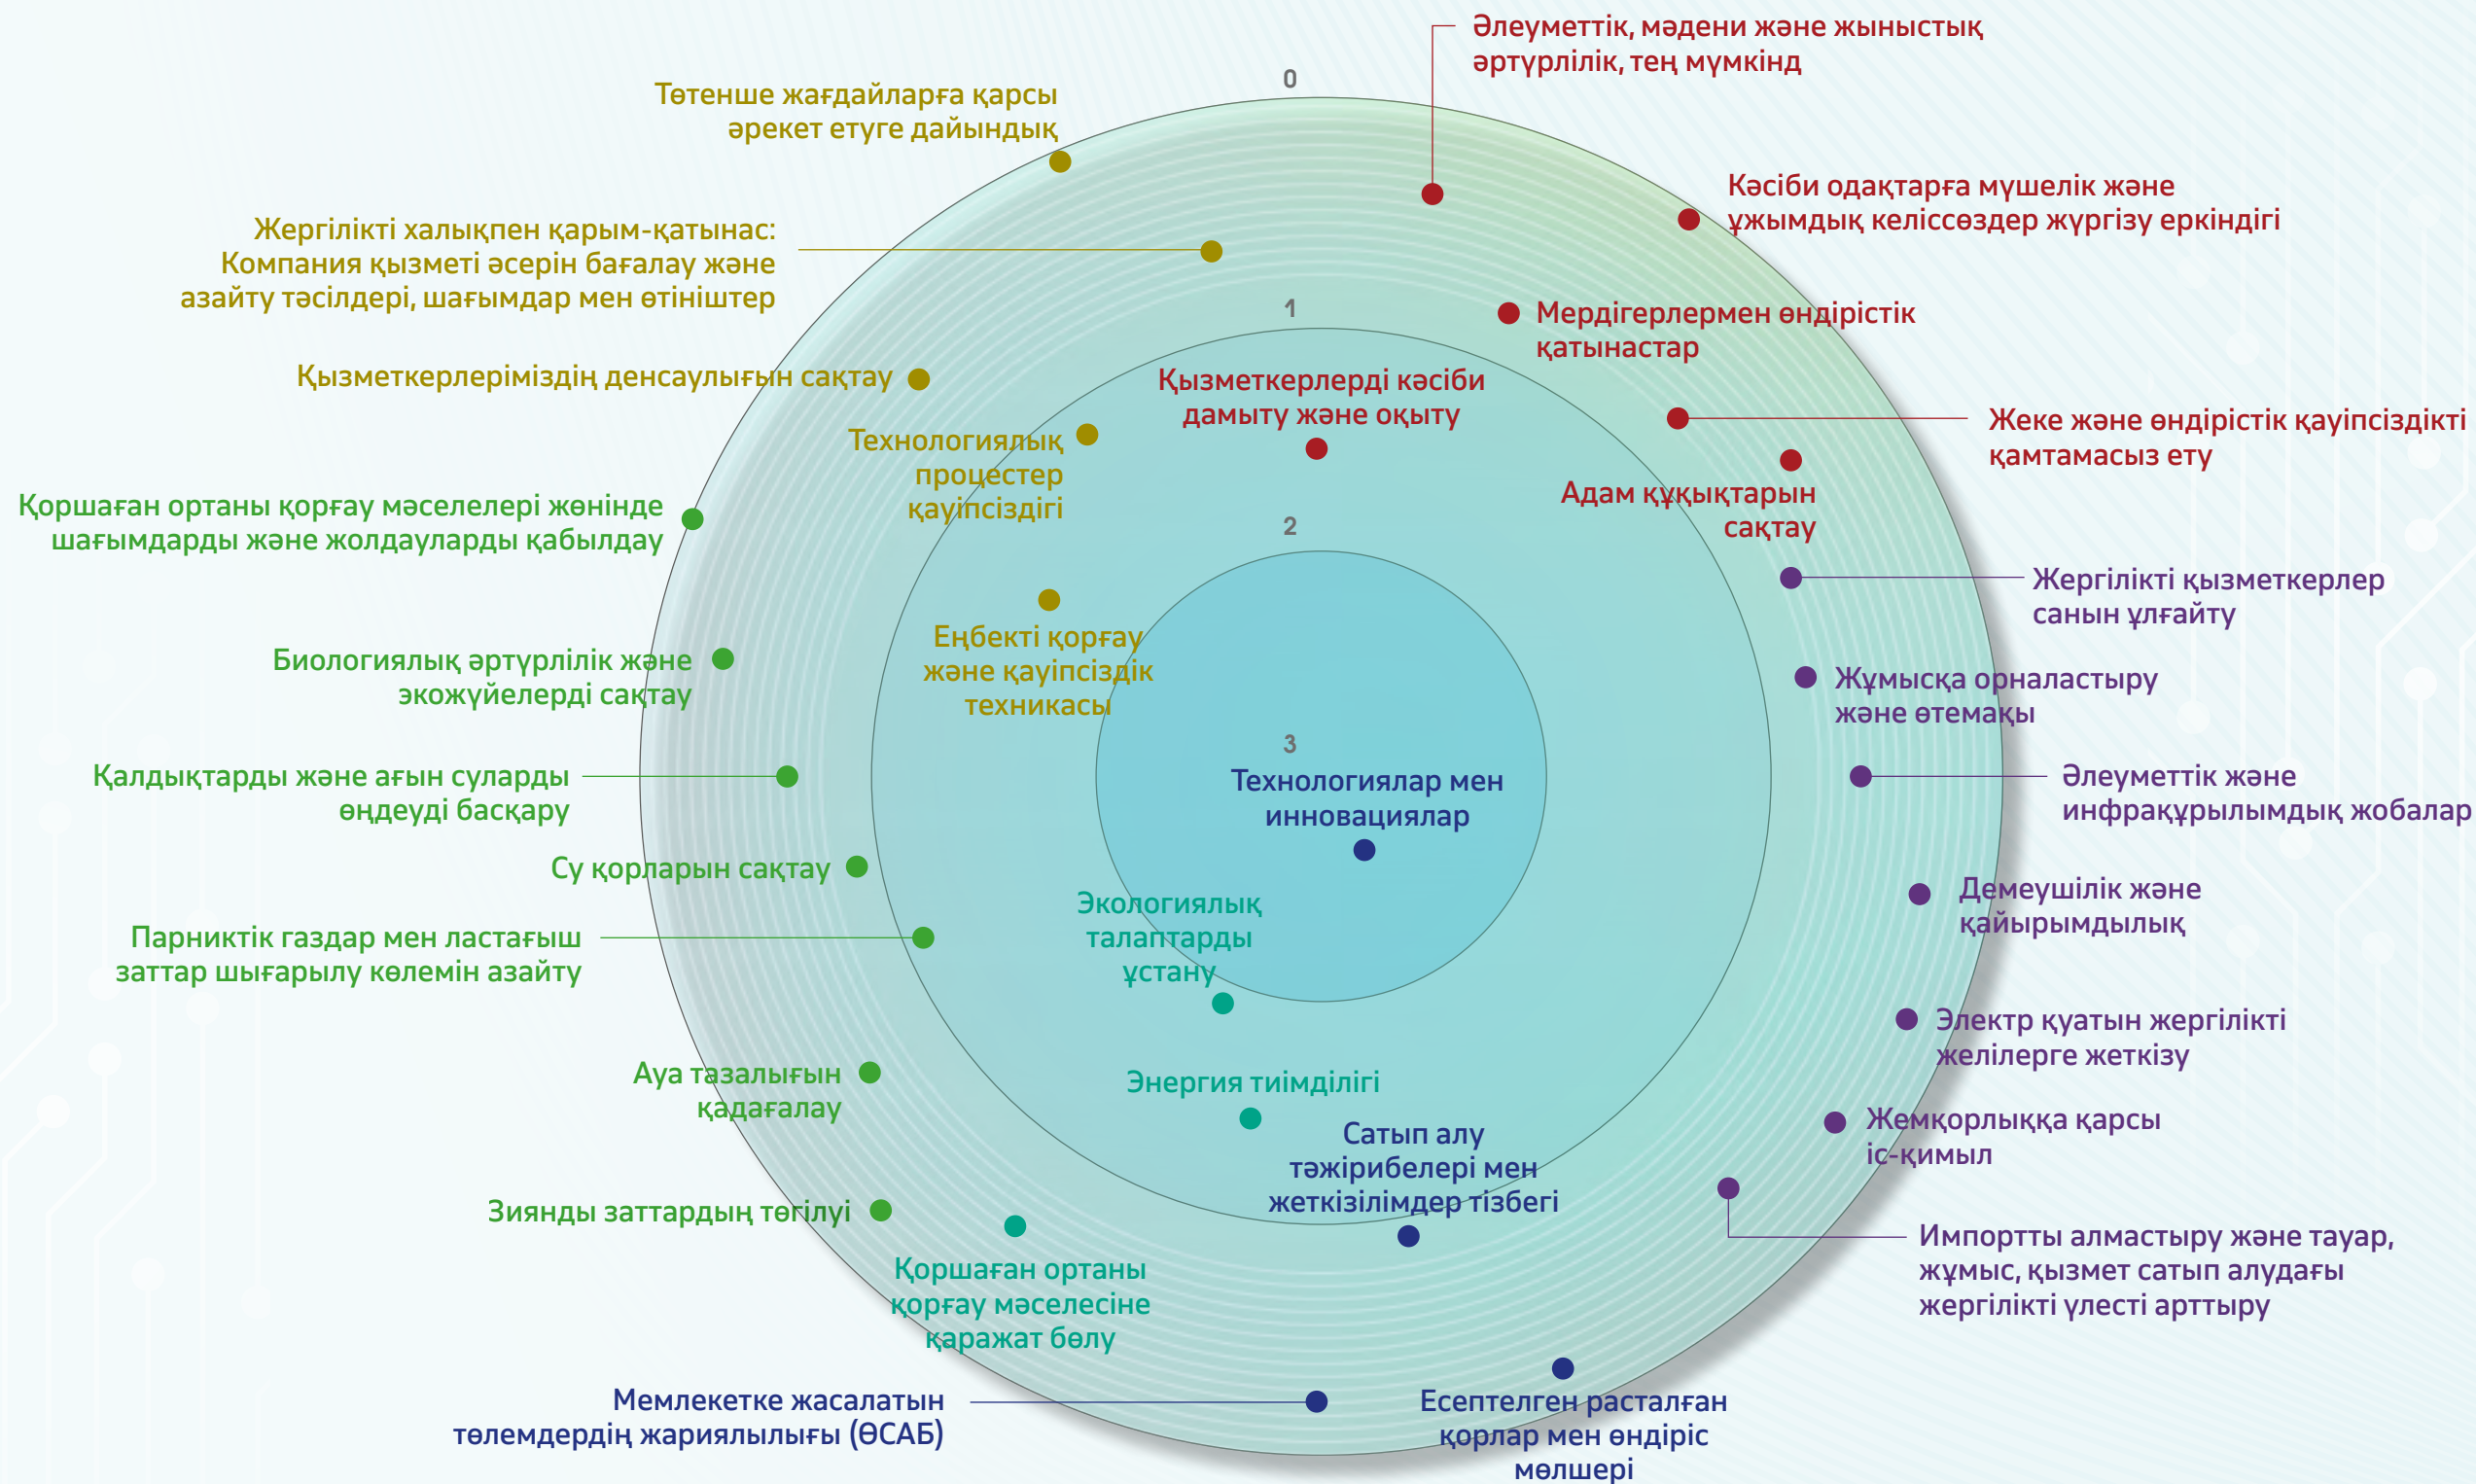 Әлеуметтік, мәдени және жыныстық
әртүрлілік, тең мүмкінд
0
Төтенше жағдайларға қарсы
әрекет етуге дайындық
Кәсіби одақтарға мүшелік және
ұжымдық келіссөздер жүргізу еркіндігі
Жергілікті халықпен қарым-қатынас:
Компания қызметі әсерін бағалау және
азайту тәсілдері, шағымдар мен өтініштер
1
Мердігерлермен өндірістік
қатынастар
Қызметкерлеріміздің денсаулығын сақтау
Қызметкерлерді кәсіби
дамыту және оқыту
Жеке және өндірістік қауіпсіздікті
қамтамасыз ету
Технологиялық
процестер
қауіпсіздігі
Адам құқықтарын
сақтау
Қоршаған ортаны қорғау мәселелері жөнінде
шағымдарды және жолдауларды қабылдау
2
Жергілікті қызметкерлер
санын ұлғайту
Еңбекті қорғау
және қауіпсіздік
техникасы
Биологиялық әртүрлілік және
экожүйелерді сақтау
Жұмысқа орналастыру
және өтемақы
3
Технологиялар мен
инновациялар
Қалдықтарды және ағын суларды
өңдеуді басқару
Әлеуметтік және
инфрақұрылымдық жобалар
Су қорларын сақтау
Демеушілік және
қайырымдылық
Экологиялық
талаптарды
ұстану
Парниктік газдар мен ластағыш
заттар шығарылу көлемін азайту
Электр қуатын жергілікті
желілерге жеткізу
Ауа тазалығын
қадағалау
Энергия тиімділігі
Сатып алу
тәжірибелері мен
жеткізілімдер тізбегі
Жемқорлыққа қарсы
іс-қимыл
Зиянды заттардың төгілуі
Импортты алмастыру және тауар,
жұмыс, қызмет сатып алудағы
жергілікті үлесті арттыру
Қоршаған ортаны
қорғау мәселесіне
қаражат бөлу
Мемлекетке жасалатын
төлемдердің жариялылығы (ӨСАБ)
Есептелген расталған
қорлар мен өндіріс
мөлшері